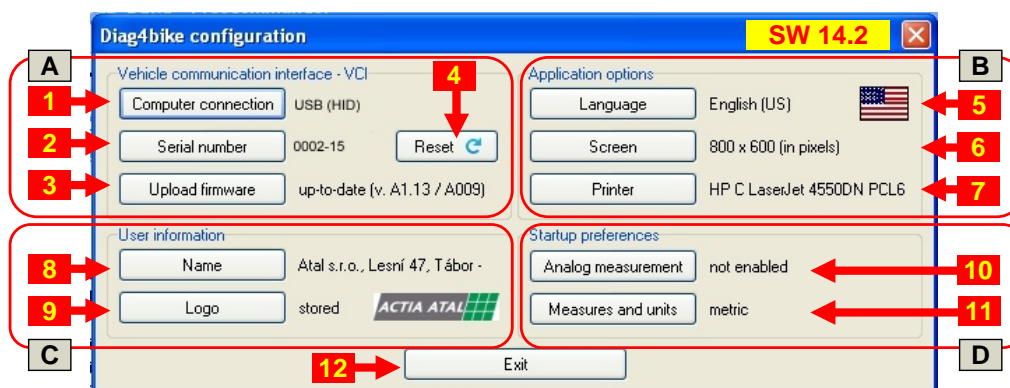 Diag4bike configuration
SW 14.2
A
Vehicle communication interface - VCI
4
Application options
B
1
Computer connection
USB (HID)
Language
English (US)
5
2
Serial number
0002-15
Reset
Screen
800 x 600 (in pixels)
6
3
Upload firmware
up-to-date (v. A1.13 / A009)
Printer
HP C LaserJet 4550DN PCL6
7
User information
Startup preferences
8
Name
Atal s.r.o., Lesní 47, Tábor -
Analog measurement
not enabled
10
9
Logo
stored
ACTIA ATAL
Measures and units
metric
11
C
12
Exit
D